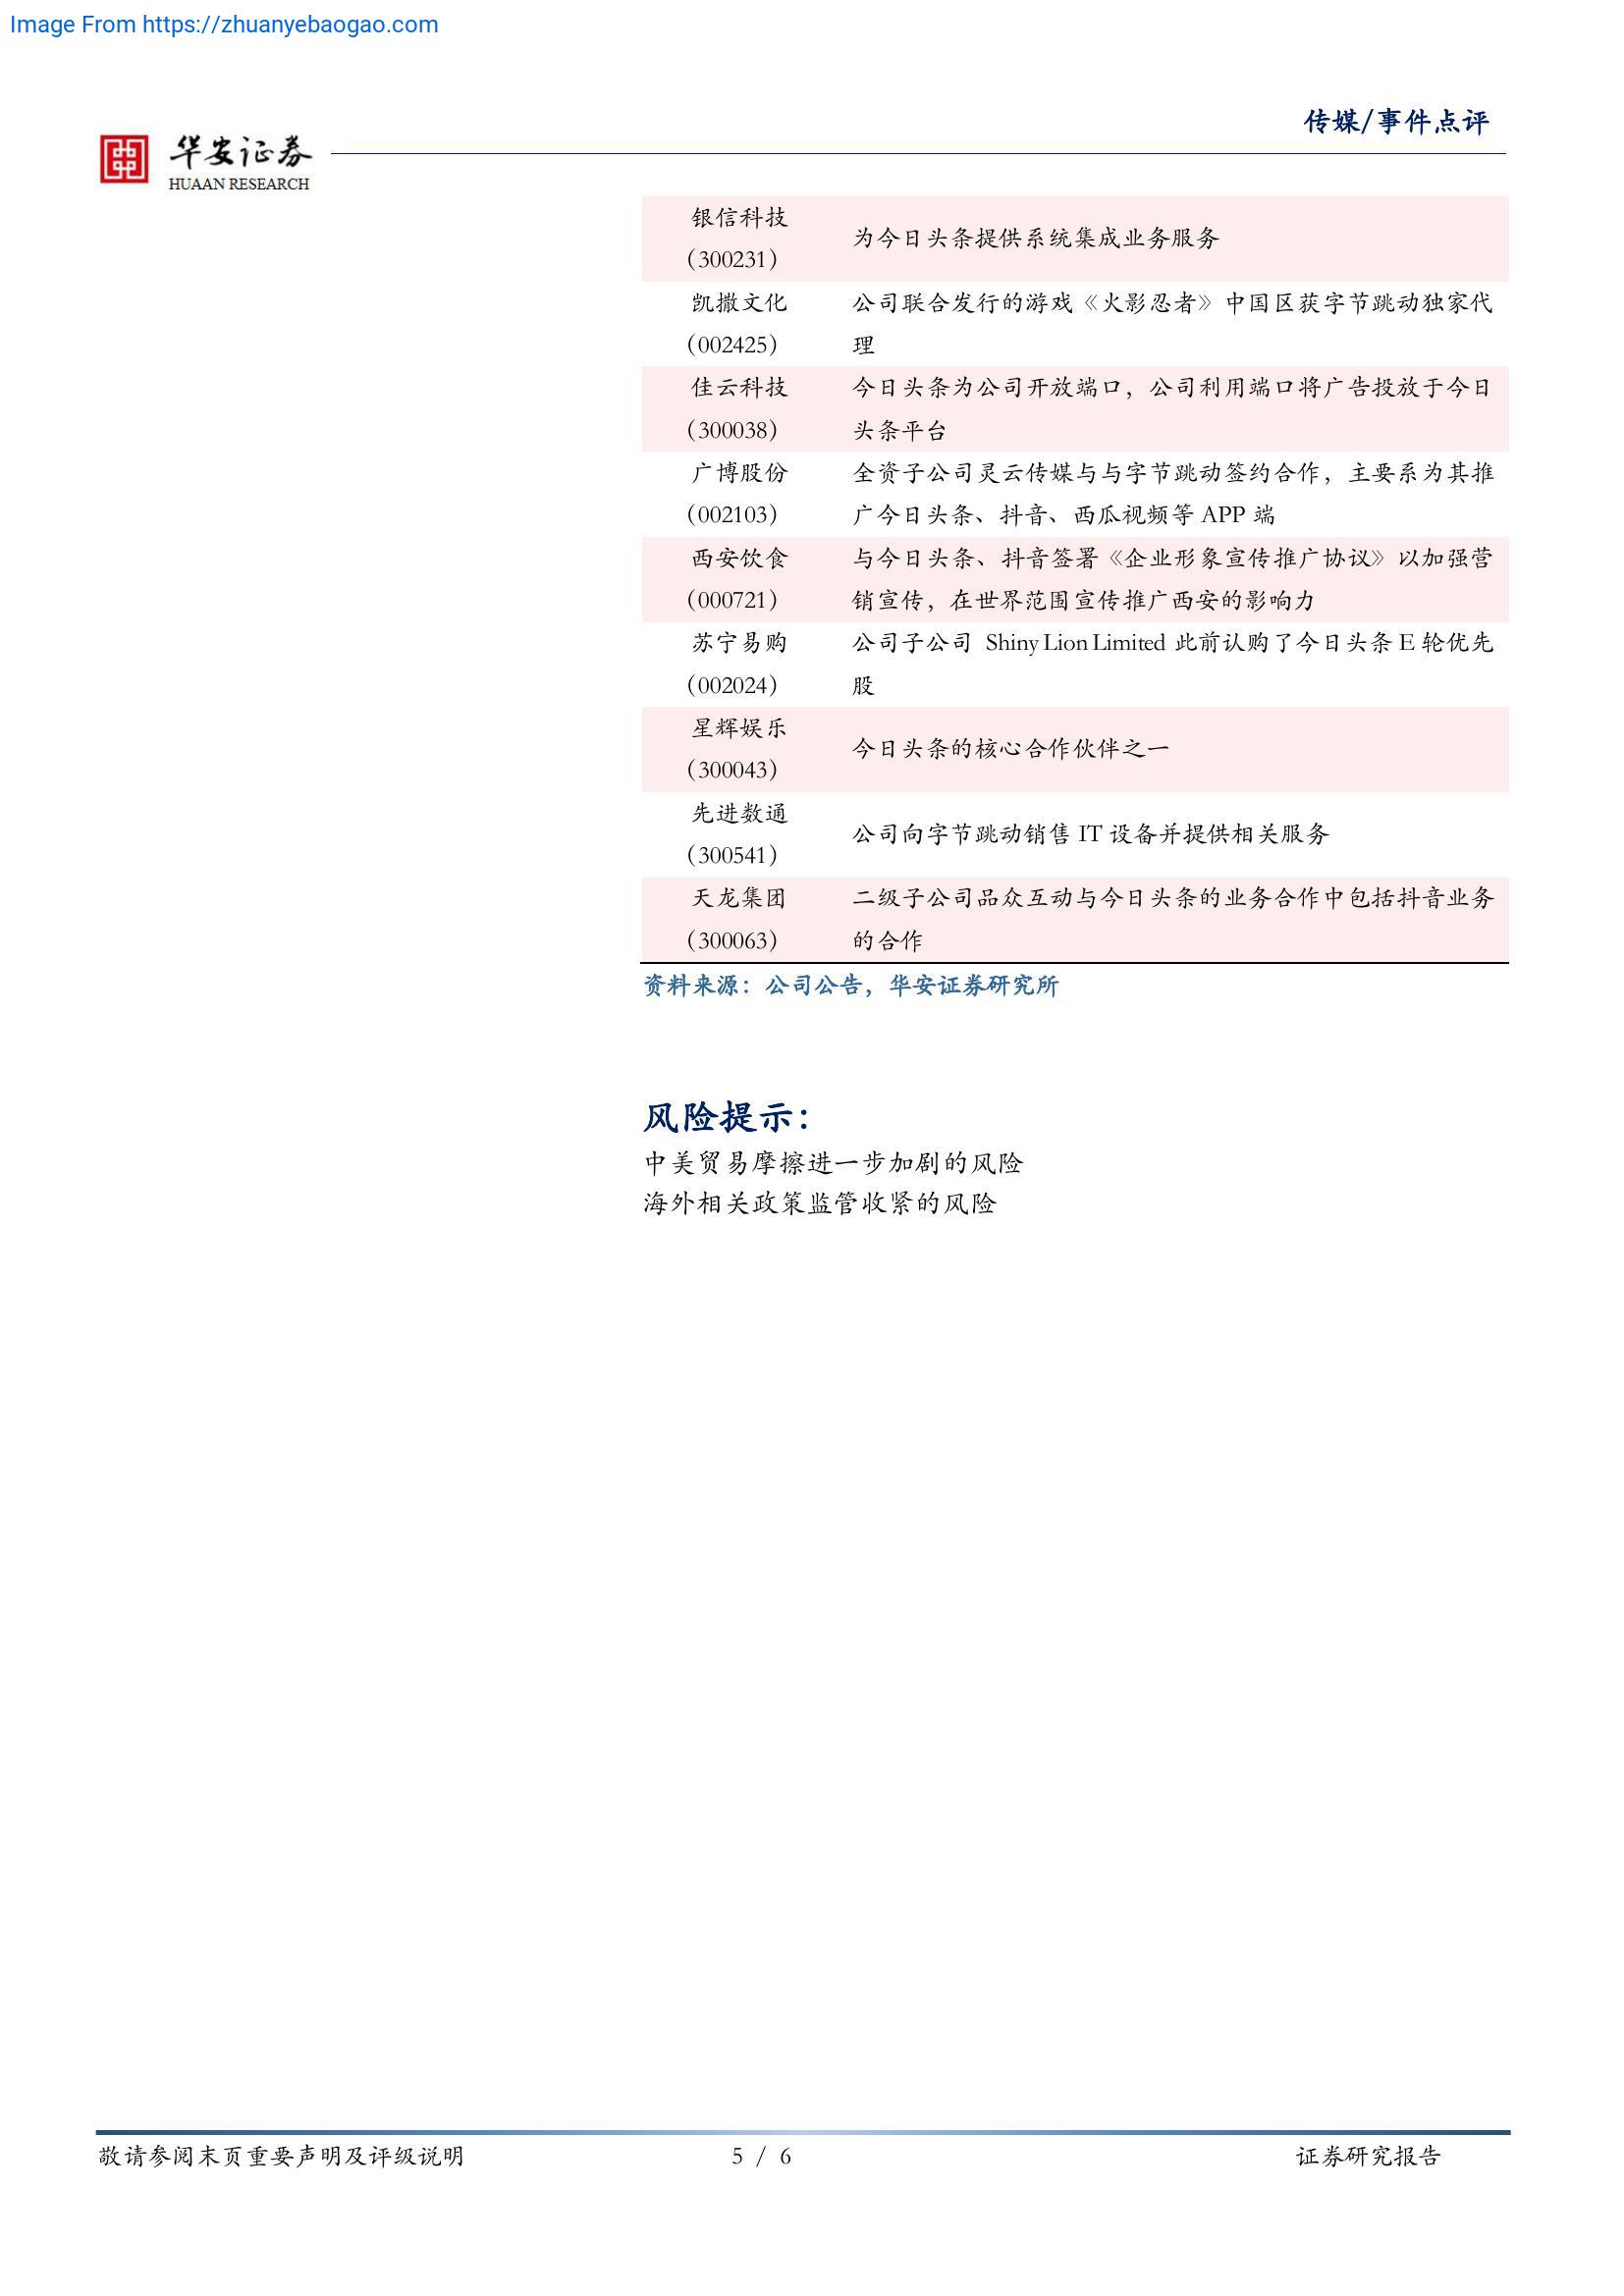 Image From https://zhuanyebaogao.com
传媒/事件点评
华安证券
HUAAN RESEARCH
银信科技
（300231）
为今日头条提供系统集成业务服务
凯撒文化
（002425）
公司联合发行的游戏《火影忍者》中国区获字节跳动独家代
理
佳云科技
（300038）
今日头条为公司开放端口，公司利用端口将广告投放于今日
头条平台
广博股份
（002103）
全资子公司灵云传媒与与字节跳动签约合作，主要系为其推
广今日头条、抖音、西瓜视频等 APP 端
西安饮食
（000721）
与今日头条、抖音签署《企业形象宣传推广协议》以加强营
销宣传，在世界范围宣传推广西安的影响力
苏宁易购
（002024）
公司子公司 Shiny Lion Limited 此前认购了今日头条 E 轮优先
股
星辉娱乐
（300043）
今日头条的核心合作伙伴之一
先进数通
（300541）
公司向字节跳动销售 IT 设备并提供相关服务
天龙集团
（300063）
二级子公司品众互动与今日头条的业务合作中包括抖音业务
的合作
资料来源：公司公告，华安证券研究所
风险提示：
中美贸易摩擦进一步加剧的风险
海外相关政策监管收紧的风险
敬请参阅末页重要声明及评级说明
5 / 6
证券研究报告